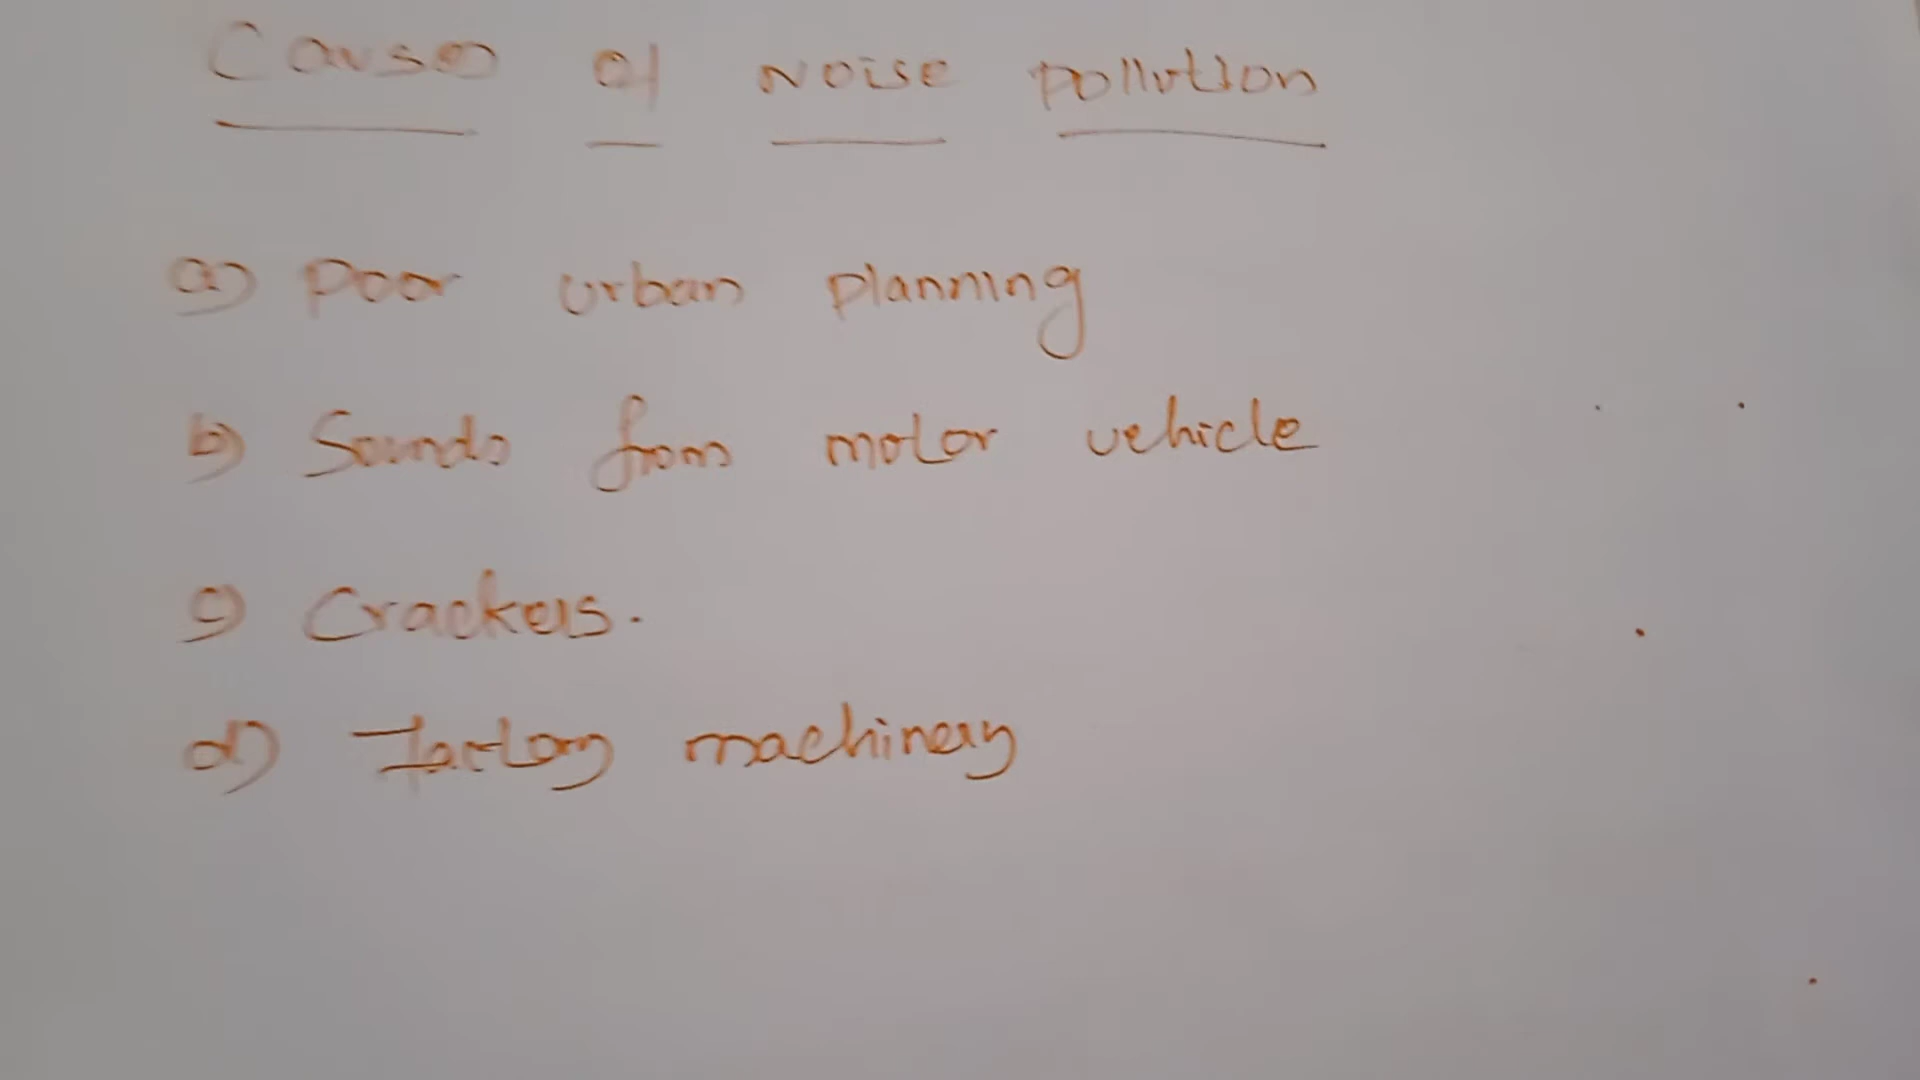 Causes of Noise pollution
a) Poor urban planning
b) Sounds from motor vehicle
c) Crackers.
d) Factory machinery